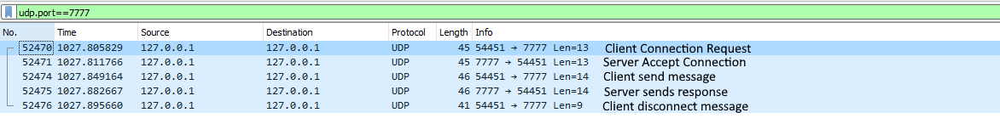 udp.port==7777
No. Time Source Destination Protocol Length Info
52470 1027.805829 127.0.0.1 127.0.0.1 UDP 45 54451 → 7777 Len=13 Client Connection Request
52471 1027.811766 127.0.0.1 127.0.0.1 UDP 45 7777 → 54451 Len=13 Server Accept Connection
52474 1027.849164 127.0.0.1 127.0.0.1 UDP 46 54451 → 7777 Len=14 Client send message
52475 1027.882667 127.0.0.1 127.0.0.1 UDP 46 7777 → 54451 Len=14 Server sends response
52476 1027.895660 127.0.0.1 127.0.0.1 UDP 41 54451 → 7777 Len=9 Client disconnect message